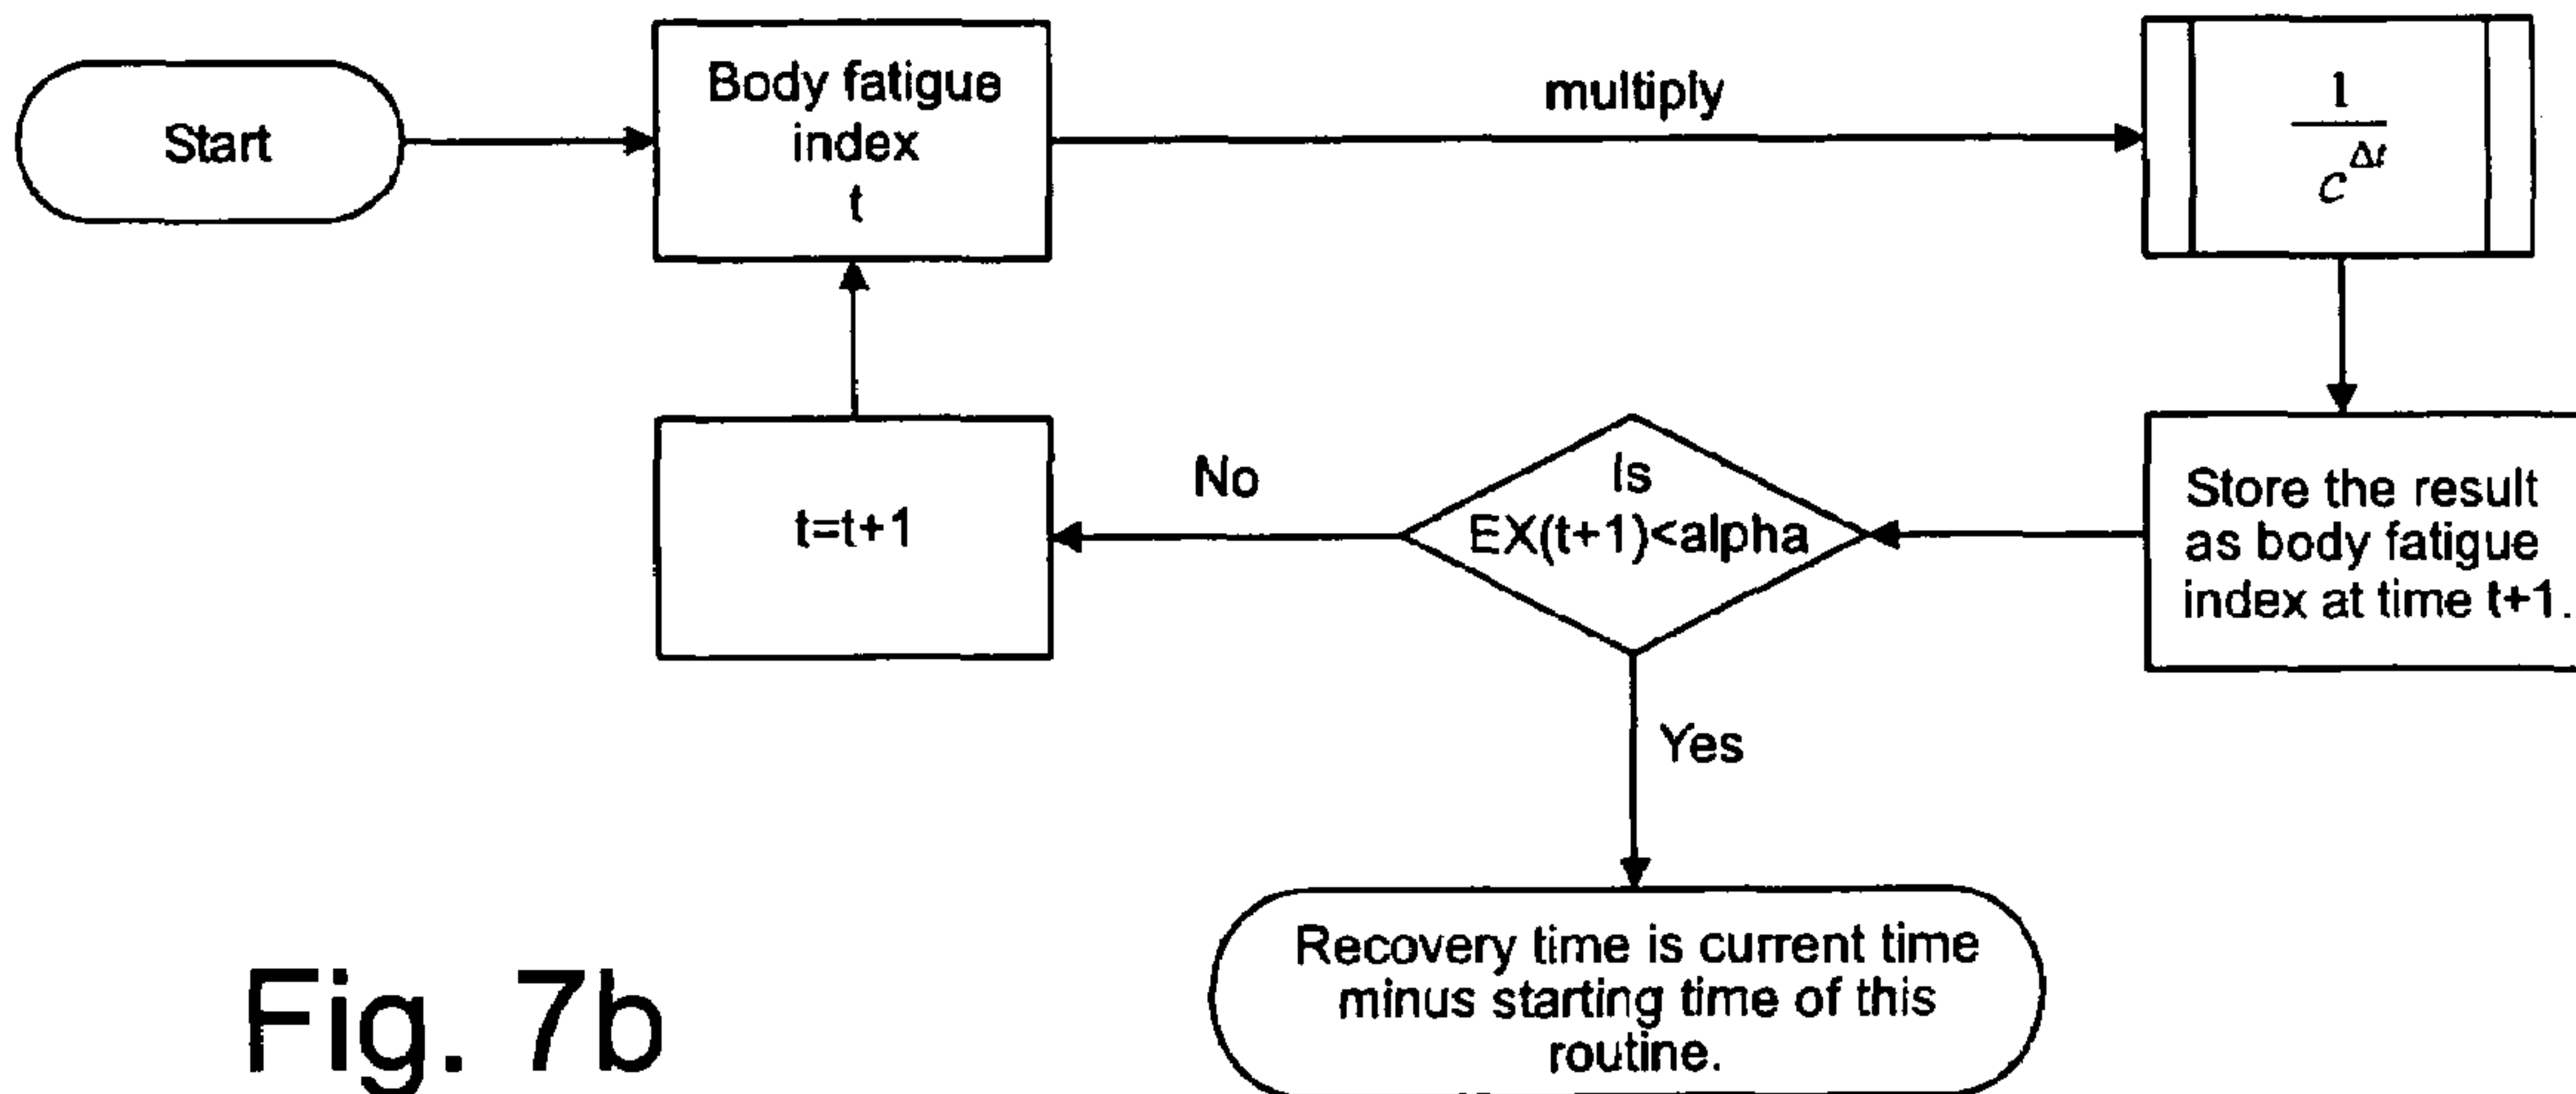 Start
Body fatigue
index
t
multiply
1
c^Δt
Store the result
as body fatigue
index at time t+1.
Is
EX(t+1)<alpha
No
t=t+1
Yes
Recovery time is current time
minus starting time of this
routine.
Fig. 7b